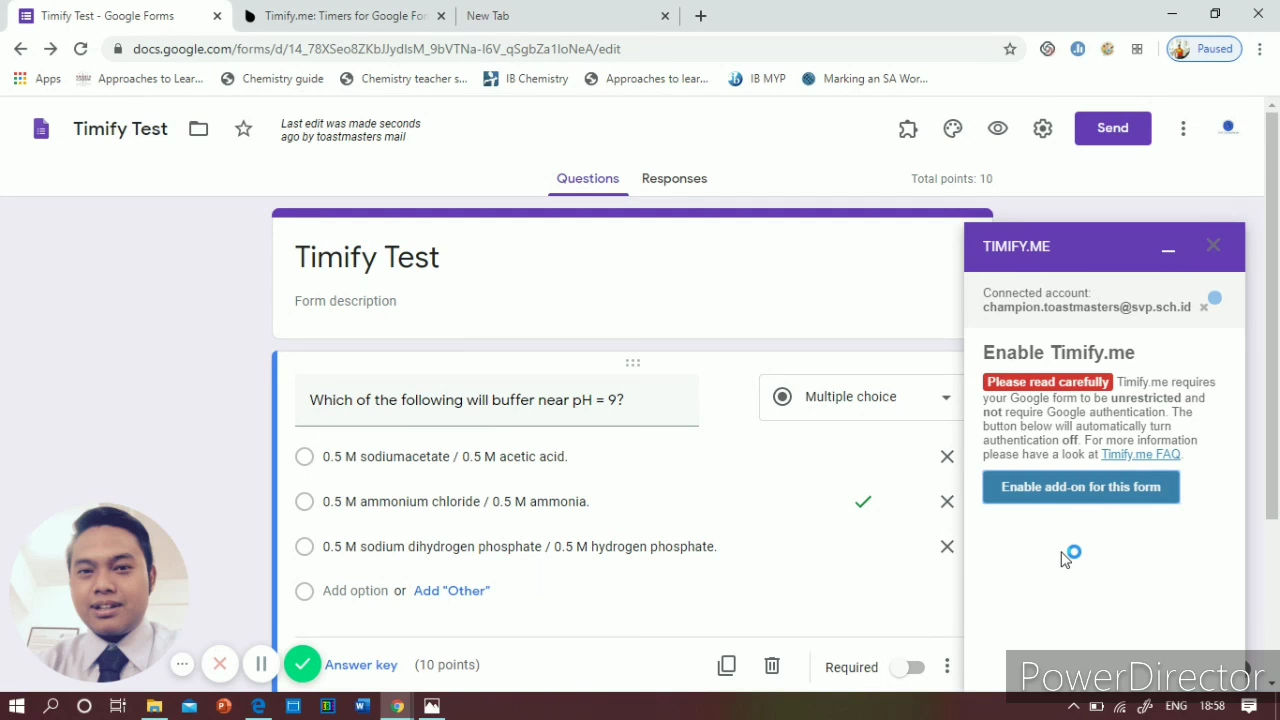 Timify Test - Google Forms
Timify.me: Timers for Google For
New Tab
docs.google.com/forms/d/14_78XSeo8ZKbJJydIsM_9bVTNa-I6V_qSgbZa1IoNeA/edit
Paused
Apps
Approaches to Lear...
Chemistry guide
Chemistry teacher s...
IB Chemistry
Approaches to lear...
IB MYP
Marking an SA Wor...
Timify Test
Last edit was made seconds
ago by toastmasters mail
Send
Questions
Responses
Total points: 10
Timify Test
Form description
Which of the following will buffer near pH = 9?
Multiple choice
0.5 M sodiumacetate / 0.5 M acetic acid.
0.5 M ammonium chloride / 0.5 M ammonia.
0.5 M sodium dihydrogen phosphate / 0.5 M hydrogen phosphate.
Add option or Add "Other"
Answer key (10 points)
Required
TIMIFY.ME
Connected account:
champion.toastmasters@svp.sch.id
Enable Timify.me
Please read carefully Timify.me requires
your Google form to be unrestricted and
not require Google authentication. The
button below will automatically turn
authentication off. For more information
please have a look at Timify.me FAQ.
Enable add-on for this form
PowerDirector
ENG
18:58